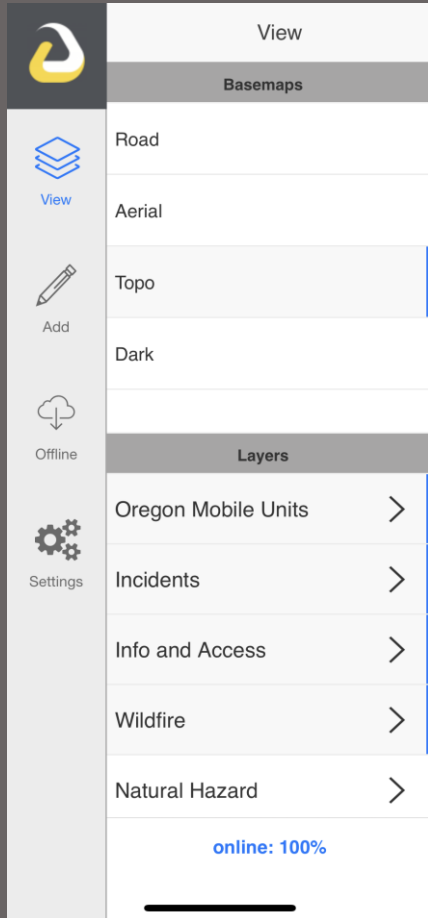 View
Basemaps
Road
Aerial
Topo
Dark
Layers
Oregon Mobile Units
Incidents
Info and Access
Wildfire
Natural Hazard
online: 100%
View
Add
Offline
Settings